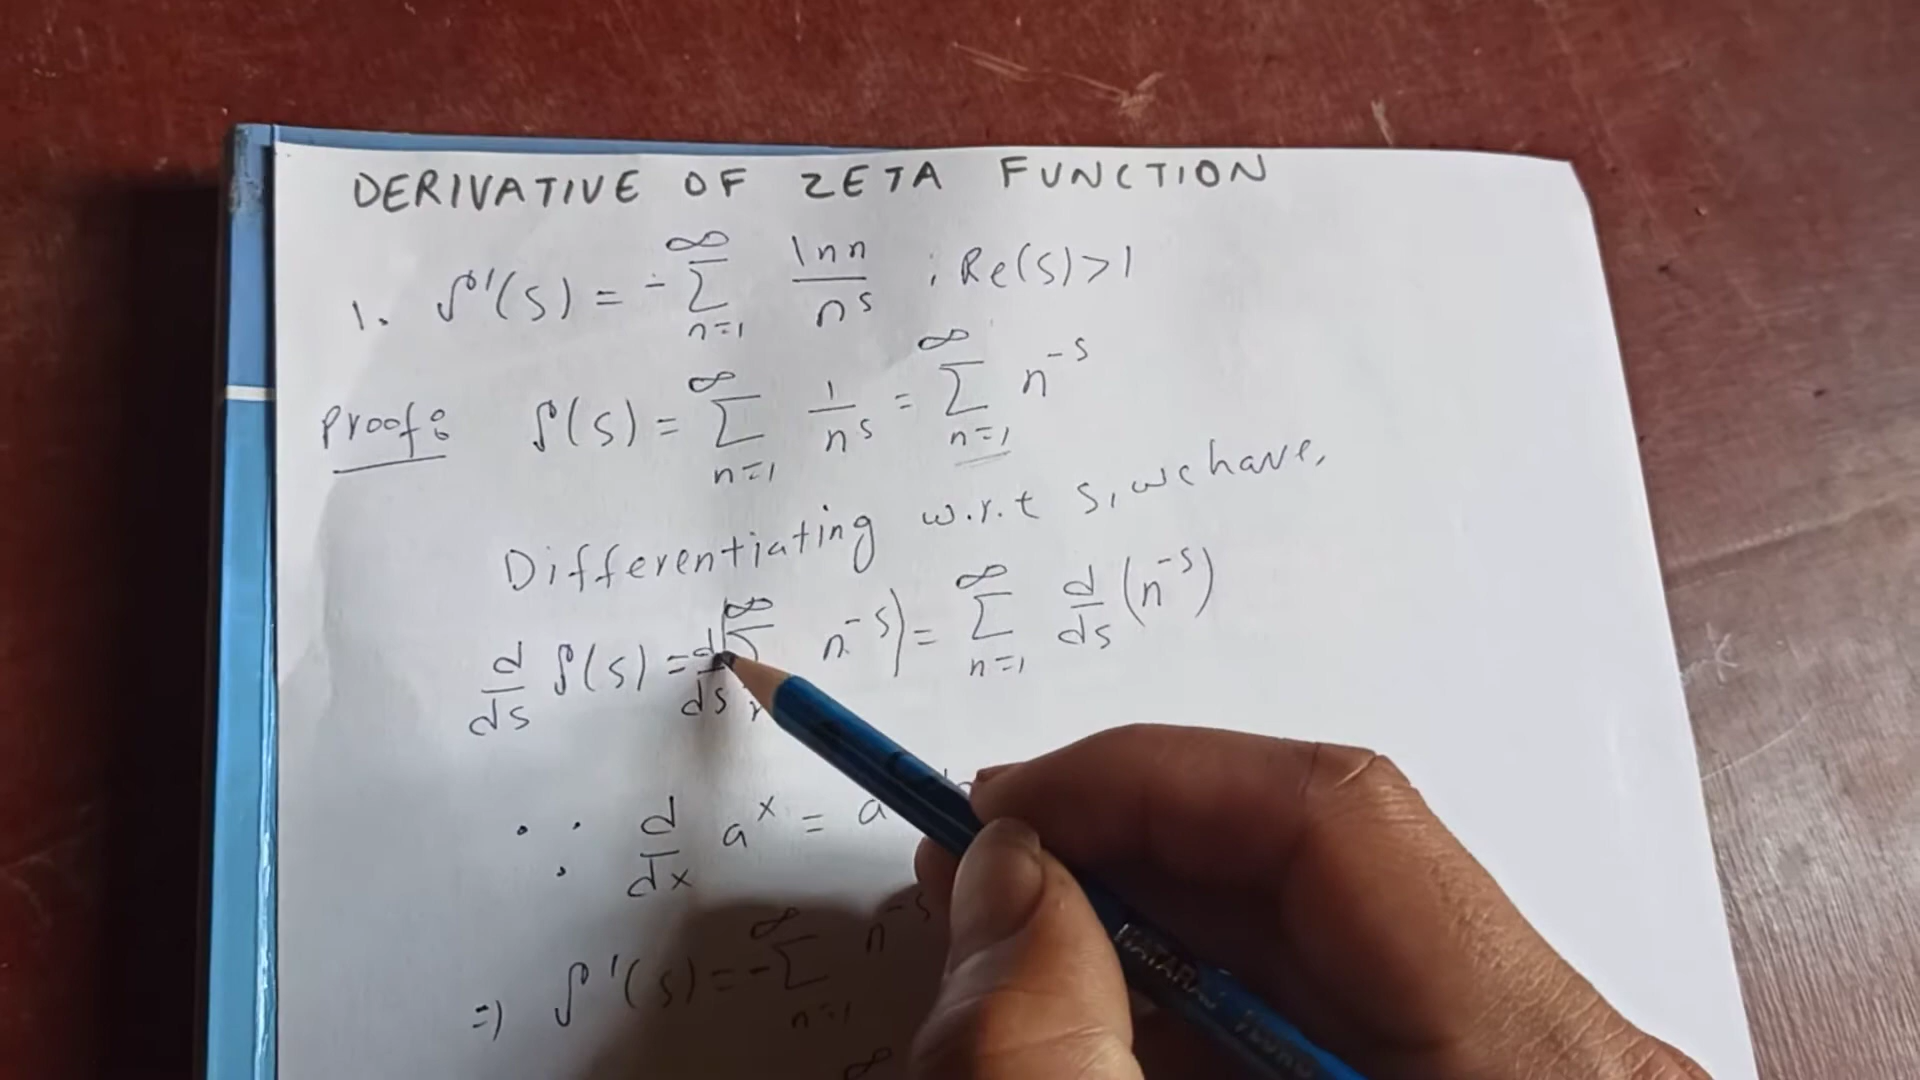 DERIVATIVE OF ZETA FUNCTION
1. ζ'(s) = -∑_{n=1}^{∞} ln n / n^s ; Re(s)>1
Proof: ζ(s) = ∑_{n=1}^{∞} 1/n^s = ∑_{n=1}^{∞} n^{-s}
Differentiating w.r.t s, we have,
d/ds ζ(s) = d/ds (∑^{∞} n^{-s}) = ∑_{n=1}^{∞} d/ds (n^{-s})
∵ d/dx a^x = a
=> ζ'(s) = -∑_{n=1}^{∞} n^{-s}
∞
NATARAJ